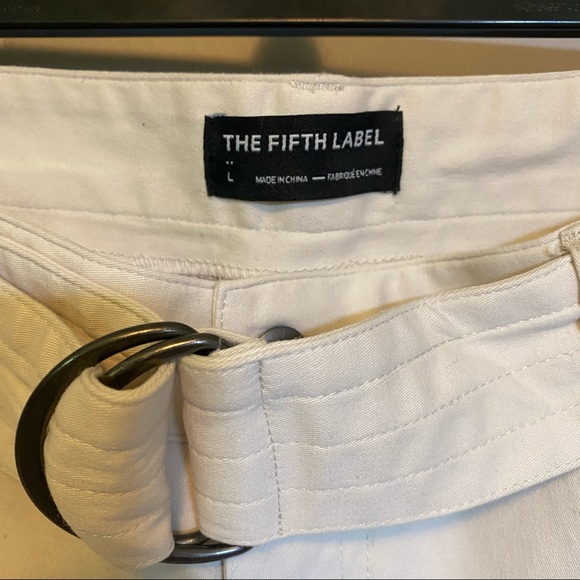 THE FIFTH LABEL
L
MADE IN CHINA — FABRIQUÉ EN CHINE